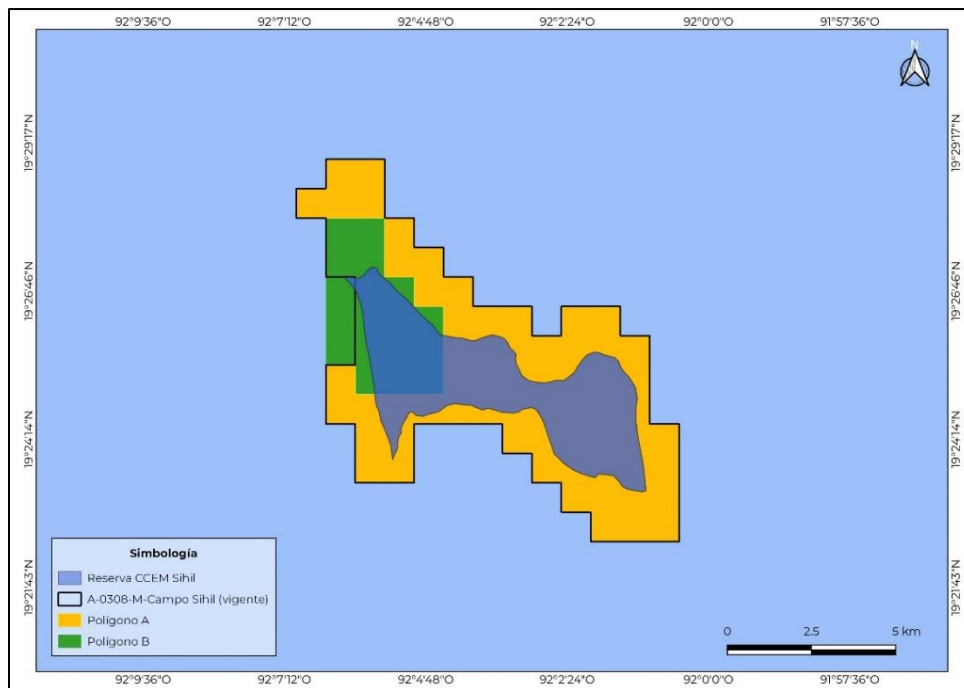 92°9'36"O 92°7'12"O 92°4'48"O 92°2'24"O 92°0'0"O 91°57'36"O
N
19°29'17"N 19°29'17"N
19°26'46"N 19°26'46"N
19°24'14"N 19°24'14"N
19°21'43"N 19°21'43"N
Simbología
Reserva CCEM Sihil
A-0308-M-Campo Sihil (vigente)
Polígono A
Polígono B
0 2.5 5 km
92°9'36"O 92°7'12"O 92°4'48"O 92°2'24"O 92°0'0"O 91°57'36"O